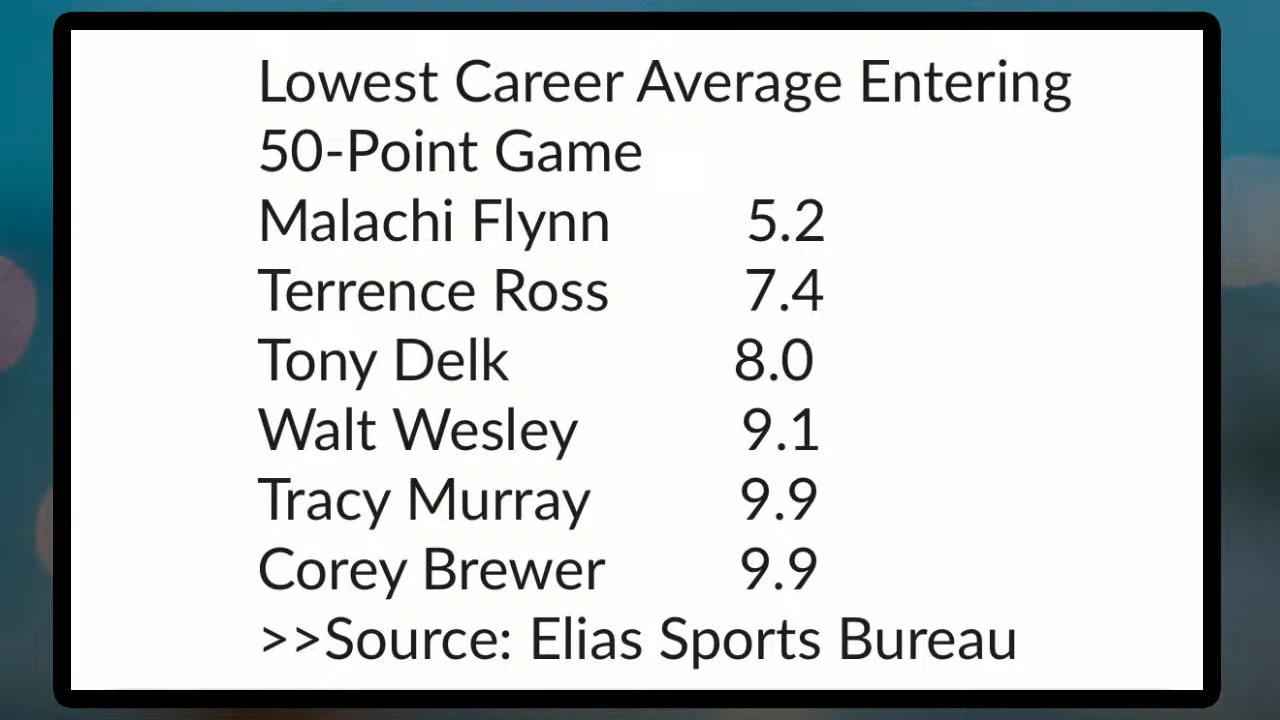 Lowest Career Average Entering
50-Point Game
Malachi Flynn 5.2
Terrence Ross 7.4
Tony Delk 8.0
Walt Wesley 9.1
Tracy Murray 9.9
Corey Brewer 9.9
>>Source: Elias Sports Bureau